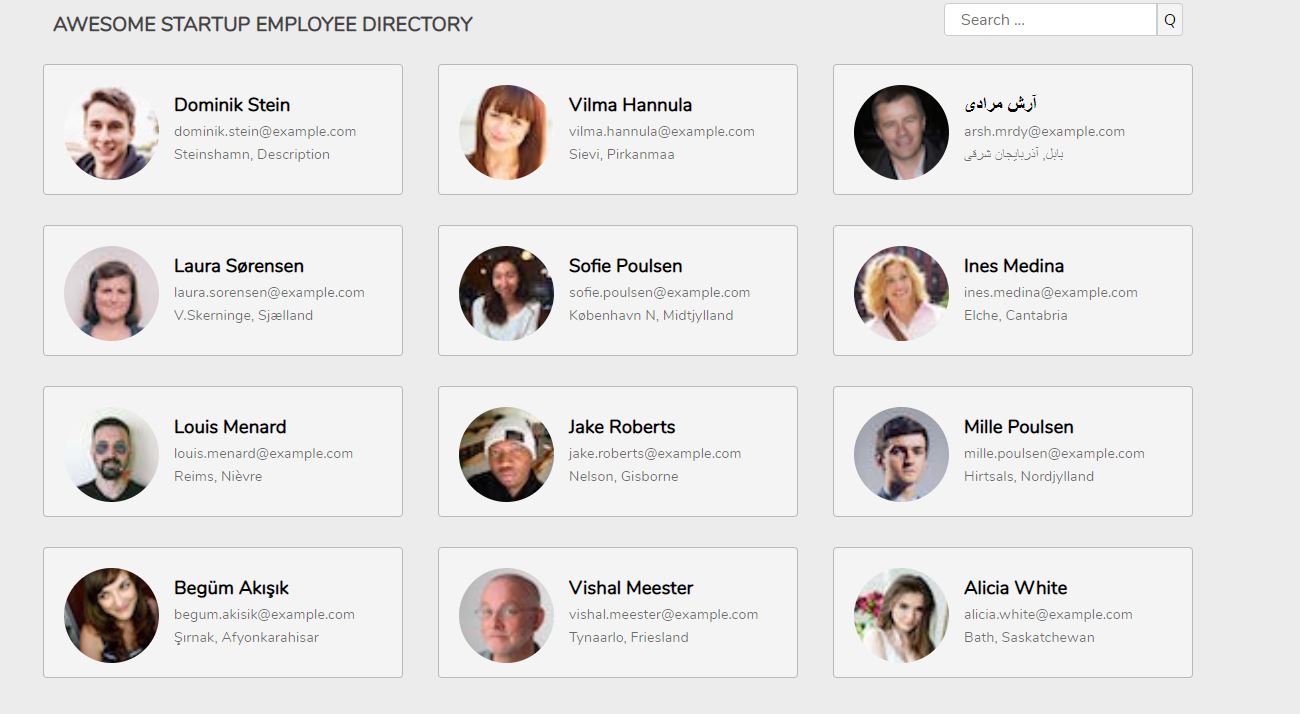 AWESOME STARTUP EMPLOYEE DIRECTORY
Search ...
Q
Dominik Stein
dominik.stein@example.com
Steinshamn, Description
Vilma Hannula
vilma.hannula@example.com
Sievi, Pirkanmaa
آرش مرادی
arsh.mrdy@example.com
بابل, آذربایجان شرقی
Laura Sørensen
laura.sorensen@example.com
V.Skerninge, Sjælland
Sofie Poulsen
sofie.poulsen@example.com
København N, Midtjylland
Ines Medina
ines.medina@example.com
Elche, Cantabria
Louis Menard
louis.menard@example.com
Reims, Nièvre
Jake Roberts
jake.roberts@example.com
Nelson, Gisborne
Mille Poulsen
mille.poulsen@example.com
Hirtsals, Nordjylland
Begüm Akışık
begum.akisik@example.com
Şırnak, Afyonkarahisar
Vishal Meester
vishal.meester@example.com
Tynaarlo, Friesland
Alicia White
alicia.white@example.com
Bath, Saskatchewan